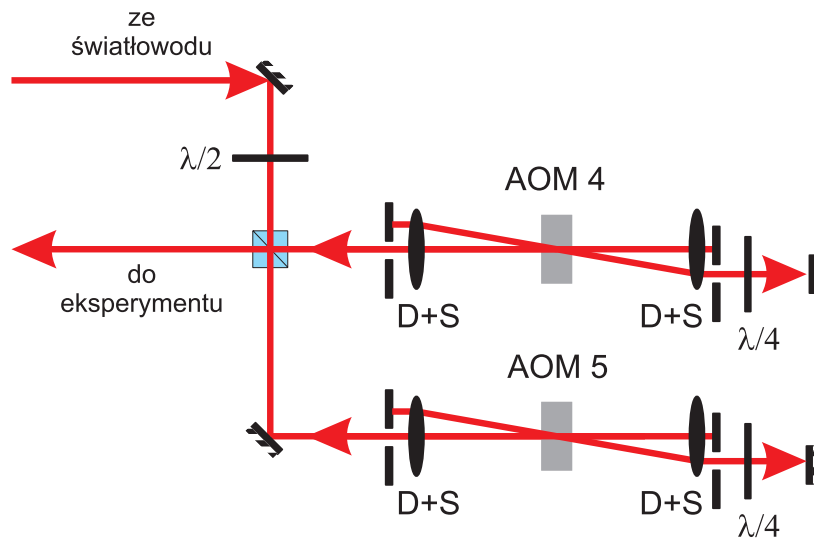 ze
światłowodu
λ/2
AOM 4
do
eksperymentu
D+S
D+S
λ/4
AOM 5
D+S
D+S
λ/4